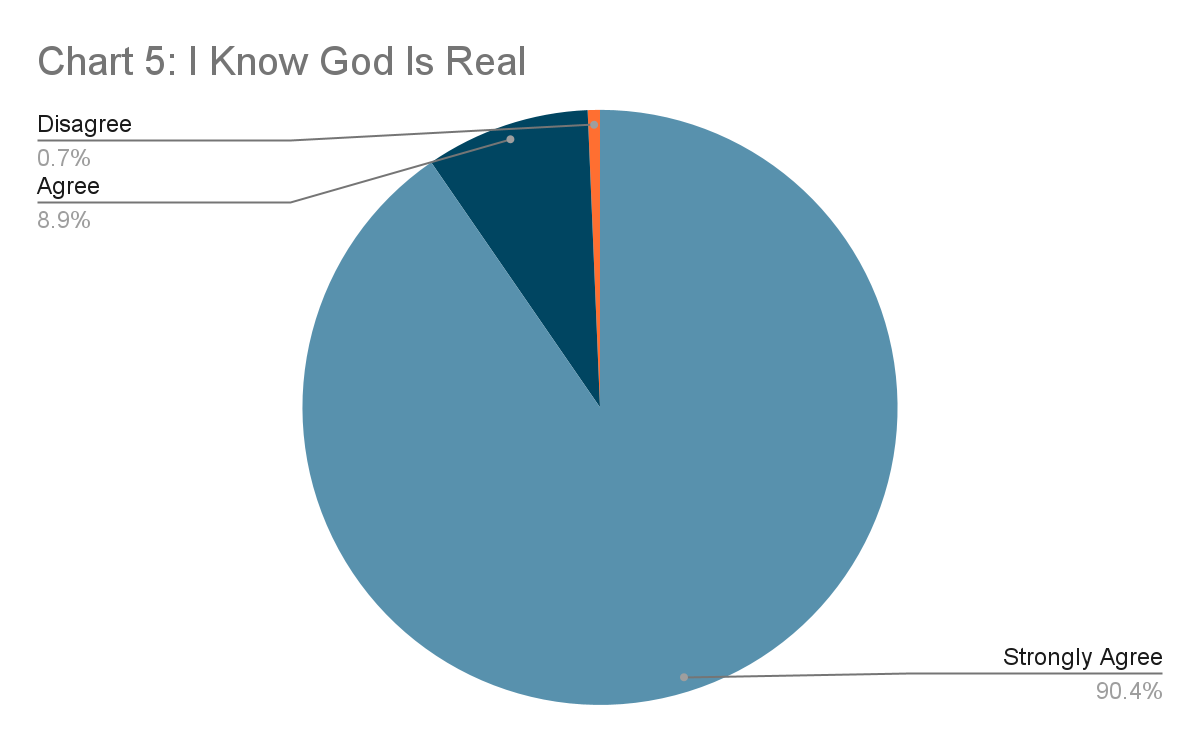 Chart 5: I Know God Is Real
Disagree
0.7%
Agree
8.9%
Strongly Agree
90.4%